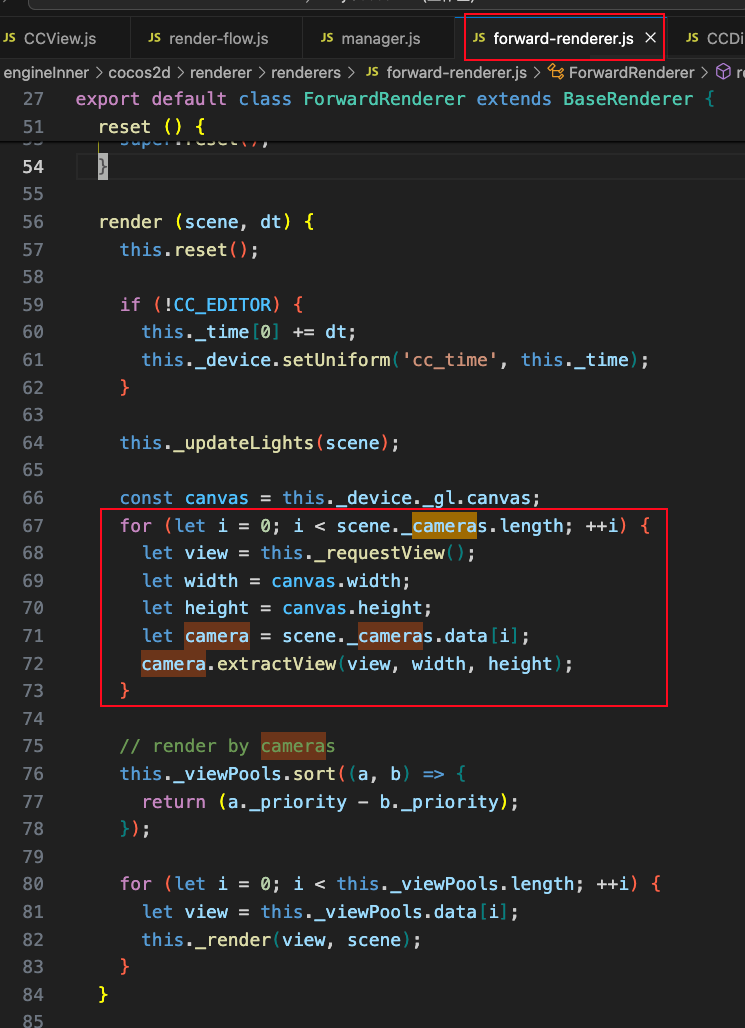 JS CCView.js JS render-flow.js JS manager.js JS forward-renderer.js × JS CCDi
engineInner > cocos2d > renderer > renderers > JS forward-renderer.js > ForwardRenderer >
27 export default class ForwardRenderer extends BaseRenderer {
51 reset () {
super.reset();
54 }
55
56 render (scene, dt) {
57 this.reset();
58
59 if (!CC_EDITOR) {
60 this._time[0] += dt;
61 this._device.setUniform('cc_time', this._time);
62 }
63
64 this._updateLights(scene);
65
66 const canvas = this._device._gl.canvas;
67 for (let i = 0; i < scene._cameras.length; ++i) {
68 let view = this._requestView();
69 let width = canvas.width;
70 let height = canvas.height;
71 let camera = scene._cameras.data[i];
72 camera.extractView(view, width, height);
73 }
74
75 // render by cameras
76 this._viewPools.sort((a, b) => {
77 return (a._priority - b._priority);
78 });
79
80 for (let i = 0; i < this._viewPools.length; ++i) {
81 let view = this._viewPools.data[i];
82 this._render(view, scene);
83 }
84 }
85